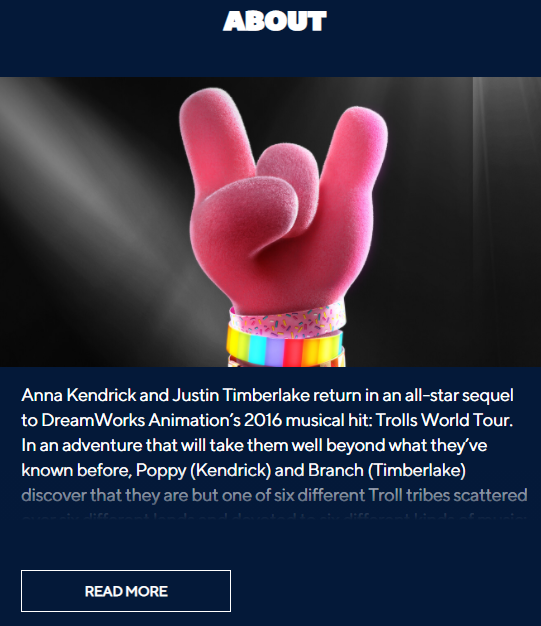 ABOUT
Anna Kendrick and Justin Timberlake return in an all-star sequel
to DreamWorks Animation's 2016 musical hit: Trolls World Tour.
In an adventure that will take them well beyond what they've
known before, Poppy (Kendrick) and Branch (Timberlake)
discover that they are but one of six different Troll tribes scattered
READ MORE